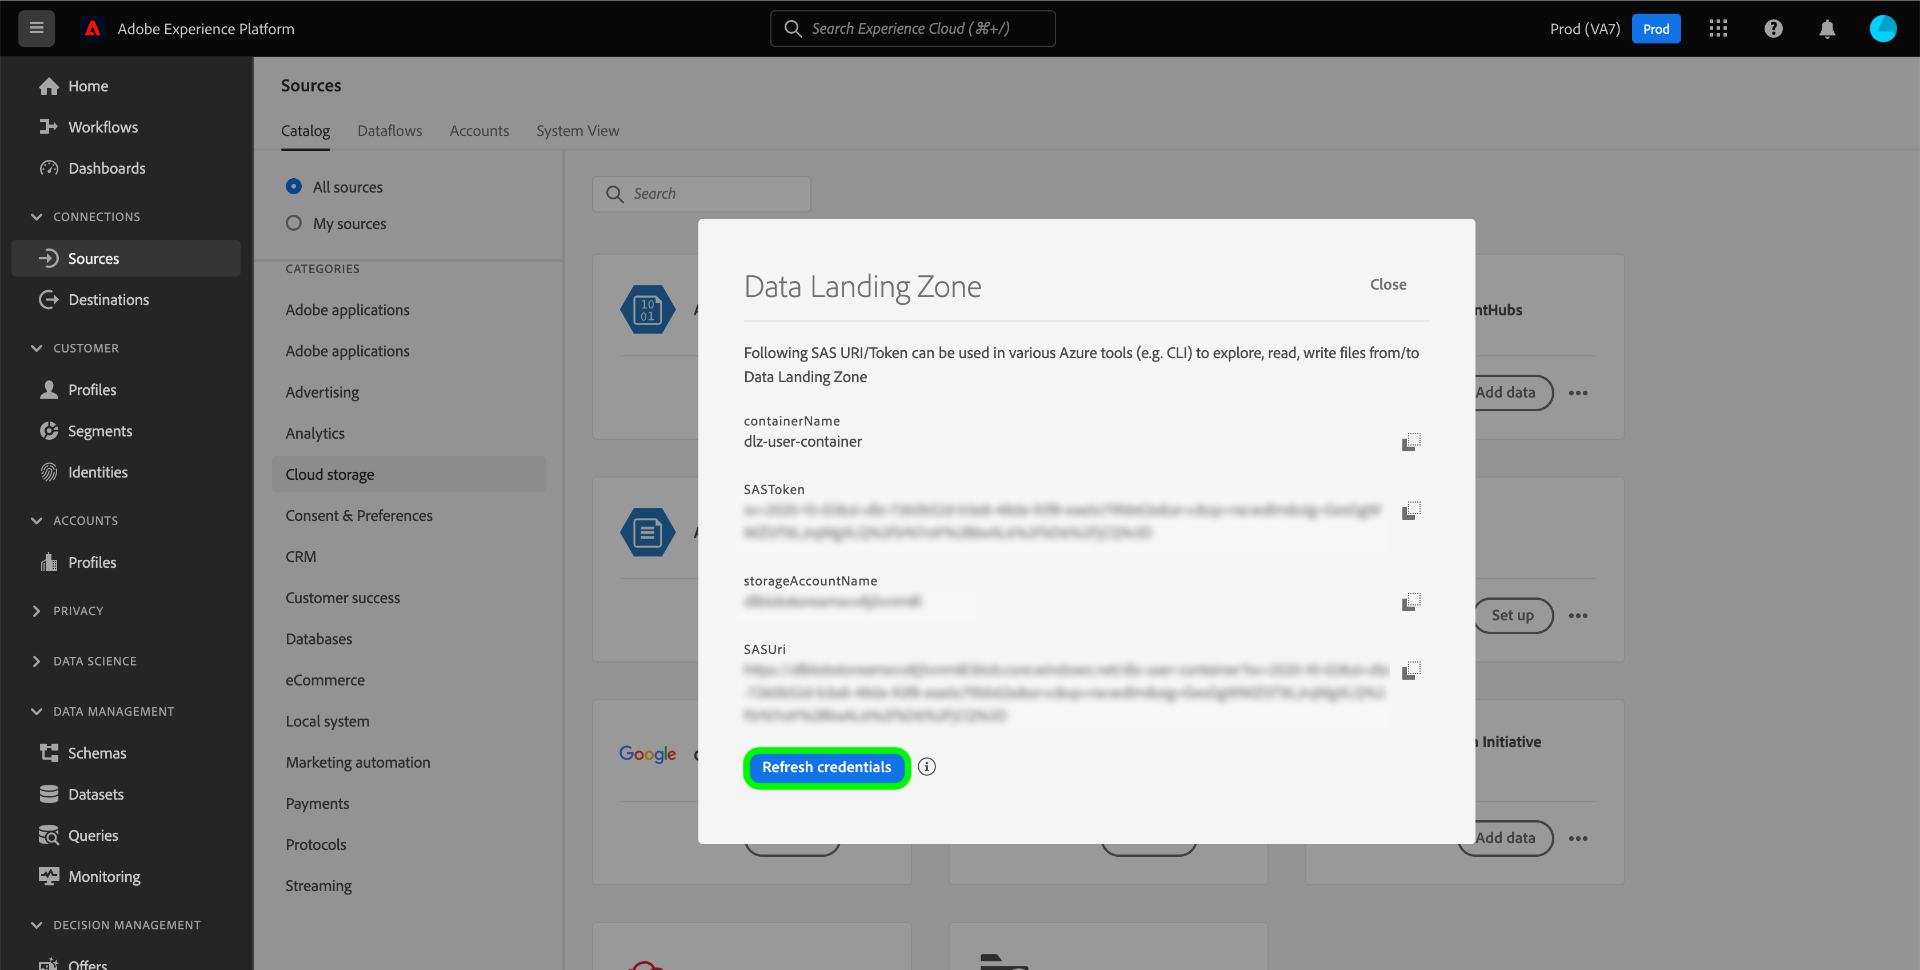 Adobe Experience Platform
Search Experience Cloud (⌘+/)
Prod (VA7)
Prod
Home
Workflows
Dashboards
CONNECTIONS
Sources
Destinations
CUSTOMER
Profiles
Segments
Identities
ACCOUNTS
Profiles
PRIVACY
DATA SCIENCE
DATA MANAGEMENT
Schemas
Datasets
Queries
Monitoring
DECISION MANAGEMENT
Offers
Sources
Catalog
Dataflows
Accounts
System View
All sources
My sources
CATEGORIES
Adobe applications
Adobe applications
Advertising
Analytics
Cloud storage
Consent & Preferences
CRM
Customer success
Databases
eCommerce
Local system
Marketing automation
Payments
Protocols
Streaming
Search
10
01
Google
Data Landing Zone
Close
Following SAS URI/Token can be used in various Azure tools (e.g. CLI) to explore, read, write files from/to
Data Landing Zone
containerName
dlz-user-container
SASToken
storageAccountName
SASUri
Refresh credentials
ntHubs
Add data
Set up
Initiative
Add data